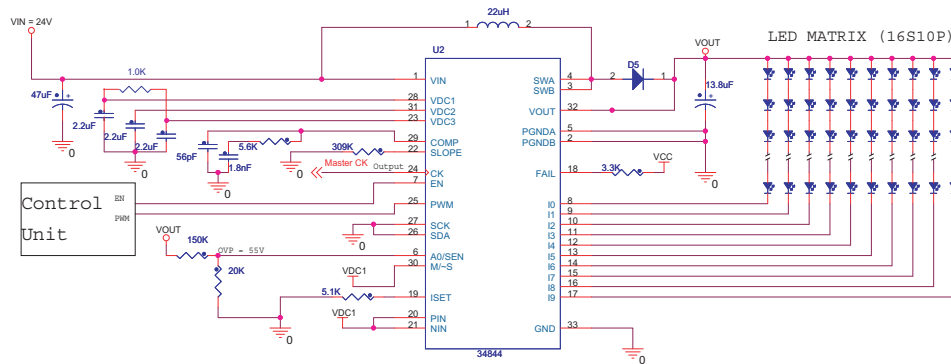 22uH
1
2
VIN = 24V
VOUT
LED MATRIX (16S10P)
U2
1.0K
D5
1
VIN
SWA
4
2
1
SWB
3
47uF
+
13.8uF
+
28
VDC1
31
VDC2
VOUT
32
23
VDC3
2.2uF
2.2uF
2.2uF
PGNDA
5
0
29
COMP
PGNDB
2
5.6K
309K
22
SLOPE
56pF
1.8nF
0
0
VCC
Master CK
Output
24
CK
FAIL
18
3.3K
0
0
7
EN
Control
EN
I0
8
25
PWM
I1
9
PWM
I2
10
Unit
27
SCK
I3
11
26
SDA
I4
12
VOUT
0
I5
13
150K
OVP = 55V
6
A0/SEN
I6
14
30
M/~S
I7
15
20K
VDC1
I8
16
5.1K
19
ISET
I9
17
VDC1
20
PIN
0
21
NIN
GND
33
0
34844